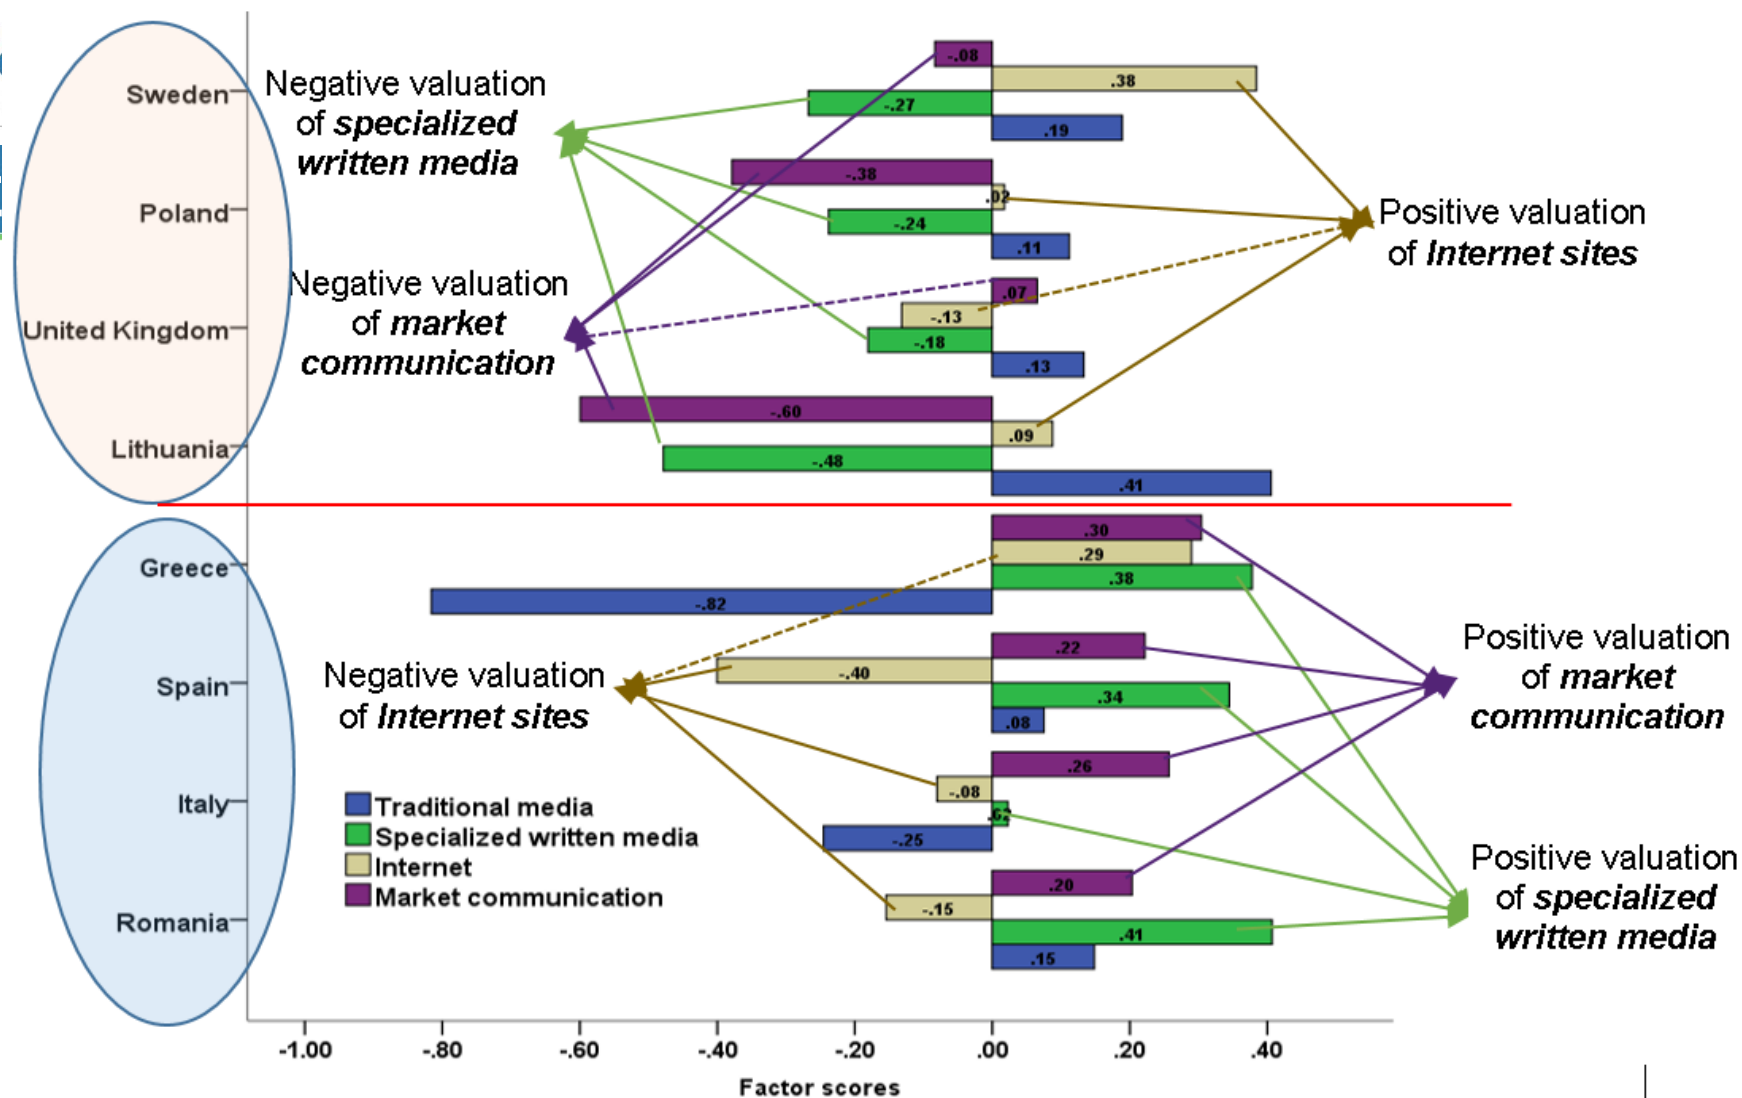 Sweden
Negative valuation
of specialized
written media
-.08
.38
-.27
.19
Poland
-.38
.02
-.24
.11
Positive valuation
of Internet sites
Negative valuation
of market
communication
United Kingdom
.07
-.13
-.18
.13
Lithuania
-.60
.09
-.48
.41
Greece
.30
.29
.38
-.82
Negative valuation
of Internet sites
Spain
.22
-.40
.34
.08
Positive valuation
of market
communication
Italy
.26
-.08
.02
-.25
Traditional media
Specialized written media
Internet
Market communication
Romania
.20
-.15
.41
.15
Positive valuation
of specialized
written media
-1.00 -.80 -.60 -.40 -.20 .00 .20 .40
Factor scores